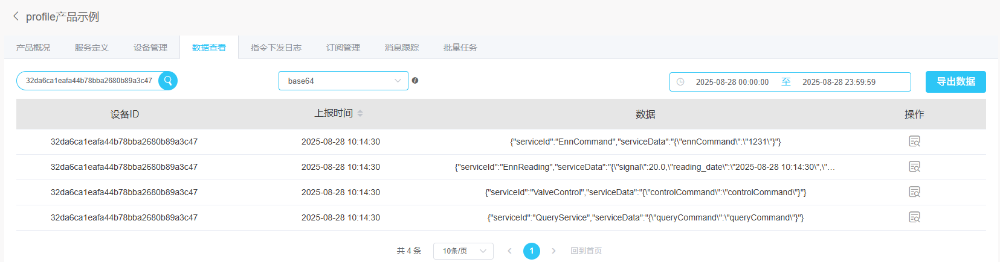 profile产品示例
产品概况 服务定义 设备管理 数据查看 指令下发日志 订阅管理 消息跟踪 批量任务
32da6ca1eafa44b78bba2680b89a3c47 base64 2025-08-28 00:00:00 至 2025-08-28 23:59:59 导出数据
设备ID 上报时间 数据 操作
32da6ca1eafa44b78bba2680b89a3c47 2025-08-28 10:14:30 {"serviceId":"EnnCommand","serviceData":"{\"ennCommand\":\"1231\"}"}
32da6ca1eafa44b78bba2680b89a3c47 2025-08-28 10:14:30 {"serviceId":"EnnReading","serviceData":"{\"signal\":20.0,\"reading_date\":\"2025-08-28 10:14:30\",\"…
32da6ca1eafa44b78bba2680b89a3c47 2025-08-28 10:14:30 {"serviceId":"ValveControl","serviceData":"{\"controlCommand\":\"controlCommand\"}"}
32da6ca1eafa44b78bba2680b89a3c47 2025-08-28 10:14:30 {"serviceId":"QueryService","serviceData":"{\"queryCommand\":\"queryCommand\"}"}
共 4 条 10条/页 1 回到首页